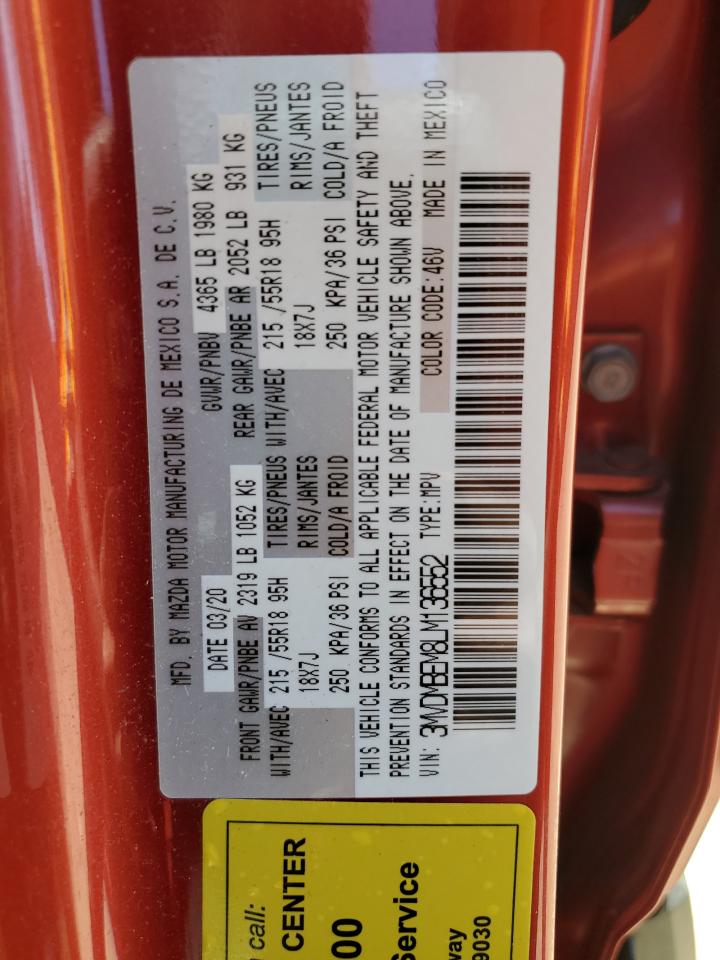 MFD. BY MAZDA MOTOR MANUFACTURING DE MEXICO S.A. DE C.V.
DATE 03/20 GVWR/PNBV 4365 LB 1980 KG
FRONT GAWR/PNBE AV 2319 LB 1052 KG REAR GAWR/PNBE AR 2052 LB 931 KG
WITH/AVEC 215 /55R18 95H TIRES/PNEUS WITH/AVEC 215 /55R18 95H TIRES/PNEUS
18X7J RIMS/JANTES 18X7J RIMS/JANTES
250 KPA/36 PSI COLD/A FROID 250 KPA/36 PSI COLD/A FROID
THIS VEHICLE CONFORMS TO ALL APPLICABLE FEDERAL MOTOR VEHICLE SAFETY AND THEFT
PREVENTION STANDARDS IN EFFECT ON THE DATE OF MANUFACTURE SHOWN ABOVE.
VIN: 3MVDMBEM8LM136552 TYPE:MPV COLOR CODE:46V MADE IN MEXICO
call:
CENTER
00
Service
way
9030